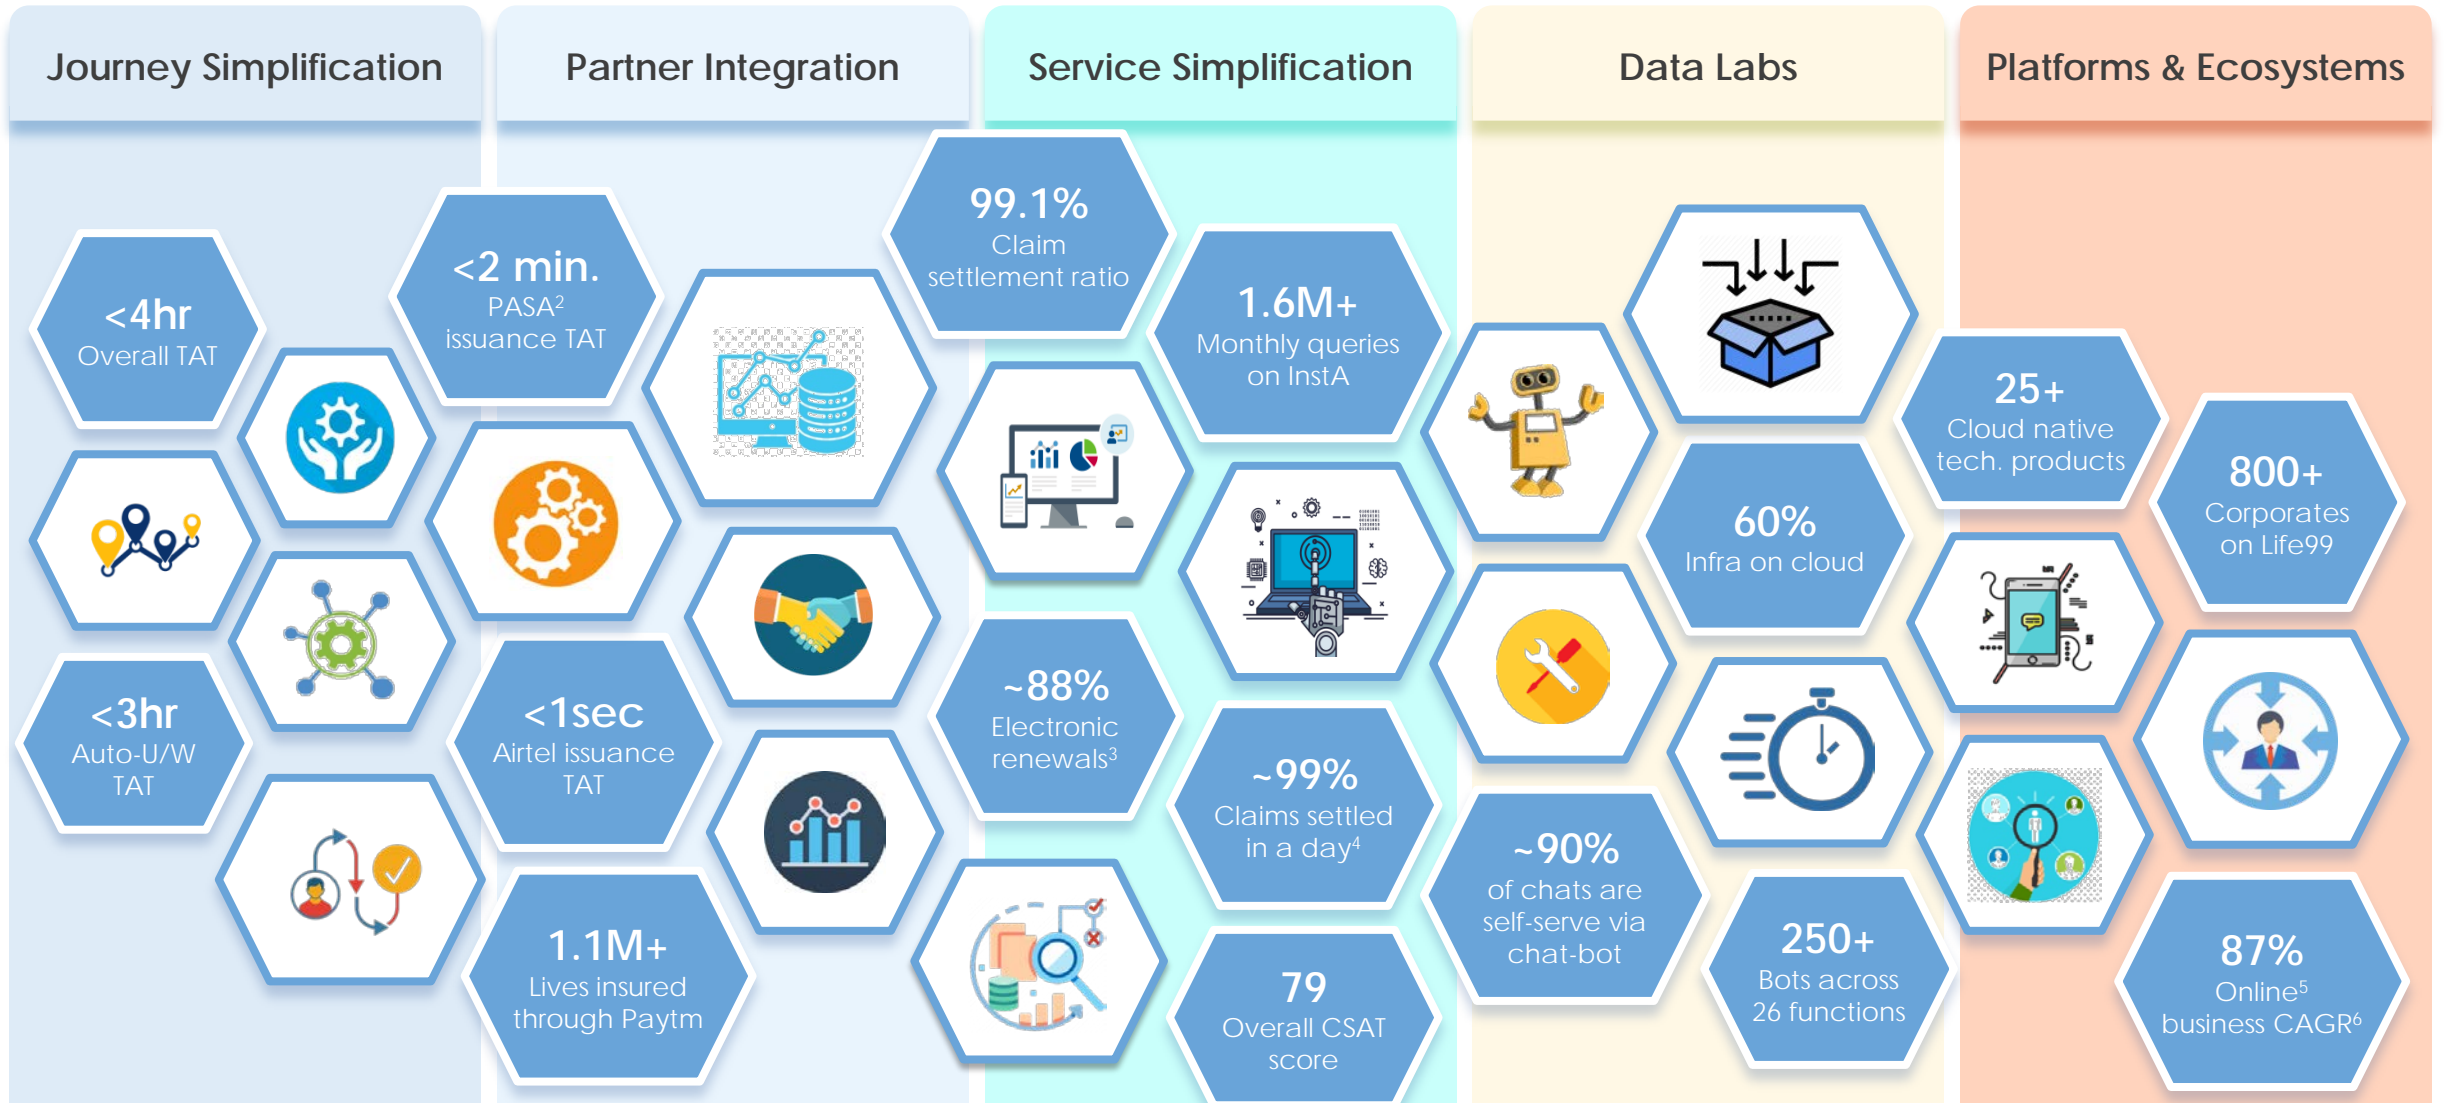 Journey Simplification
Partner Integration
Service Simplification
Data Labs
Platforms & Ecosystems
<4hr
Overall TAT
<3hr
Auto-U/W
TAT
<2 min.
PASA²
issuance TAT
<1sec
Airtel issuance
TAT
1.1M+
Lives insured
through Paytm
99.1%
Claim
settlement ratio
~88%
Electronic
renewals³
1.6M+
Monthly queries
on InstA
~99%
Claims settled
in a day⁴
79
Overall CSAT
score
~90%
of chats are
self-serve via
chat-bot
60%
Infra on cloud
250+
Bots across
26 functions
25+
Cloud native
tech. products
800+
Corporates
on Life99
87%
Online⁵
business CAGR⁶